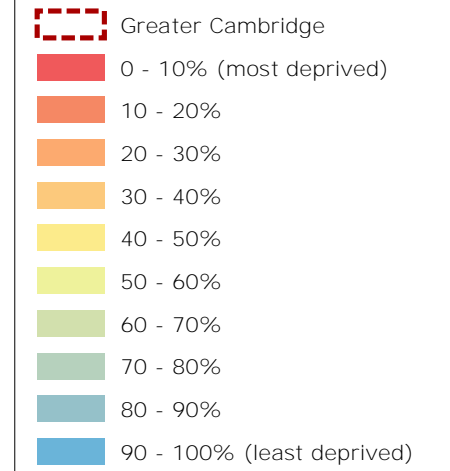 Greater Cambridge
0 - 10% (most deprived)
10 - 20%
20 - 30%
30 - 40%
40 - 50%
50 - 60%
60 - 70%
70 - 80%
80 - 90%
90 - 100% (least deprived)